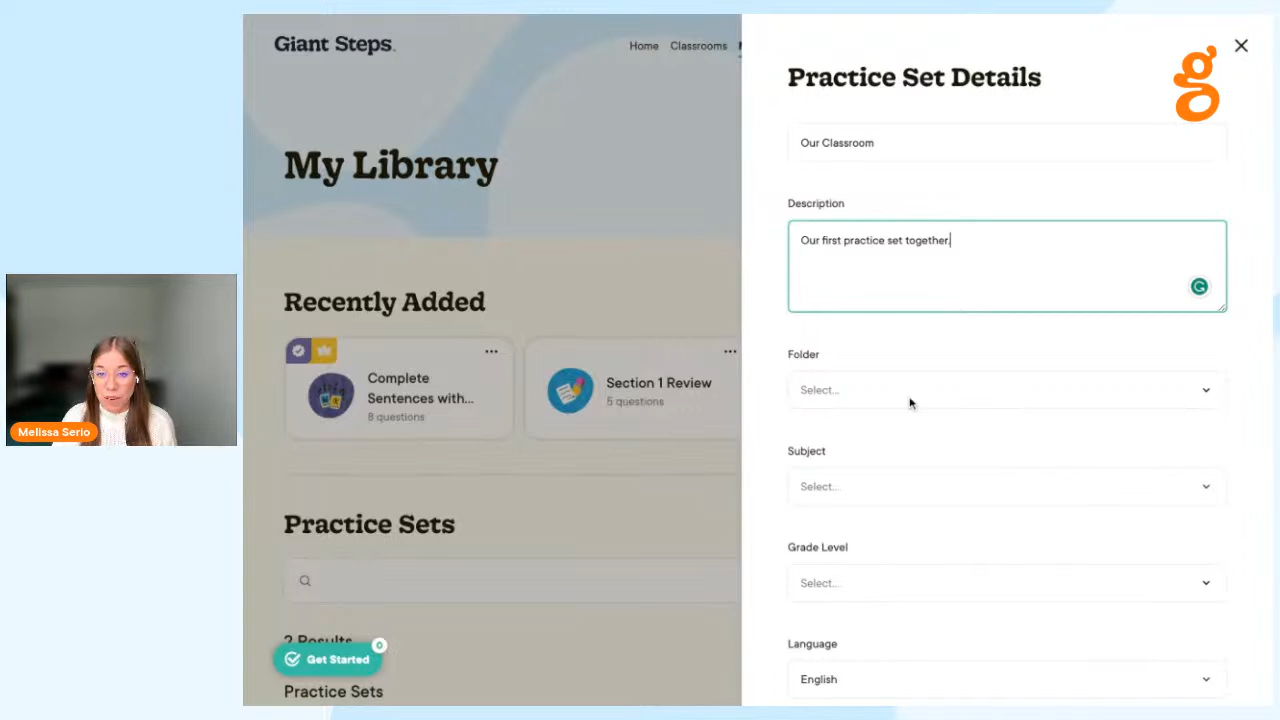 Giant Steps.
Home Classrooms
My Library
Recently Added
Complete
Sentences with...
8 questions
Section 1 Review
5 questions
Practice Sets
2 Results
Get Started
0
Practice Sets
Practice Set Details
g
Our Classroom
Description
Our first practice set together.
Folder
Select...
Subject
Select...
Grade Level
Select...
Language
English
Melissa Serio